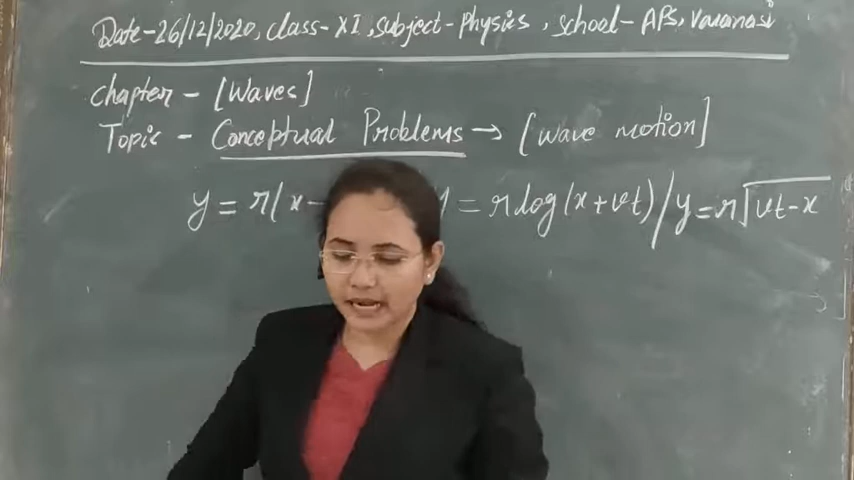 Date-26/12/2020, class-XI, subject-Physics, school-APS, Varanasi
chapter - [Waves]
Topic - Conceptual Problems → [wave motion]
y = r(x- = r log(x+vt) / y = r√vt-x